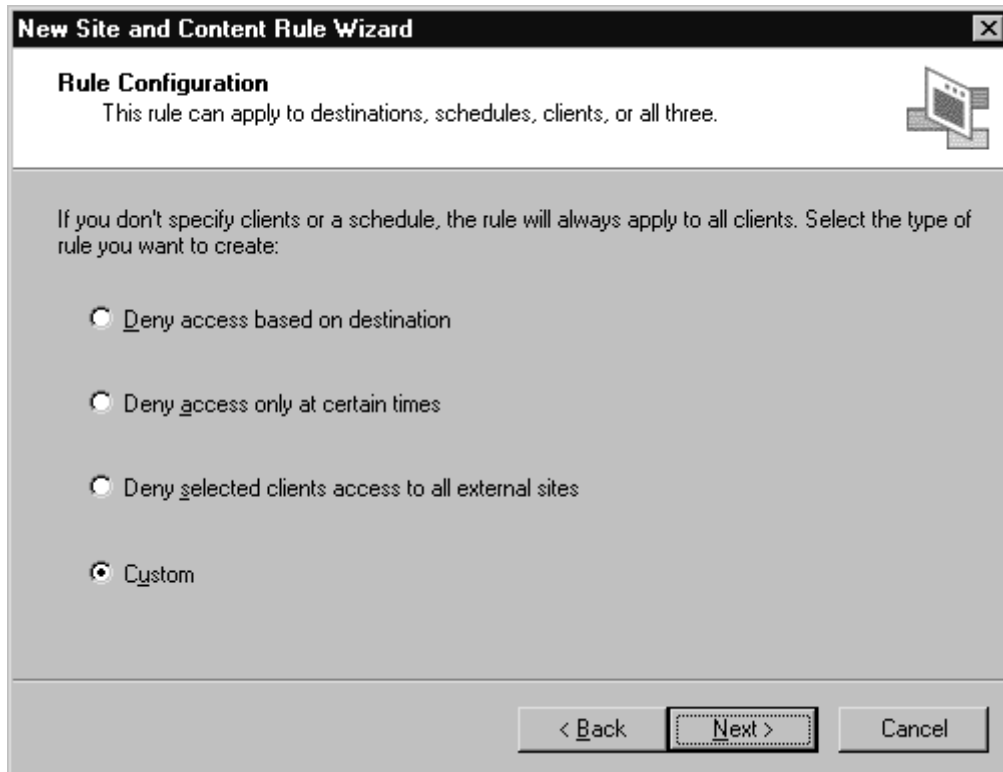 New Site and Content Rule Wizard
Rule Configuration
This rule can apply to destinations, schedules, clients, or all three.
If you don't specify clients or a schedule, the rule will always apply to all clients. Select the type of
rule you want to create:
Deny access based on destination
Deny access only at certain times
Deny selected clients access to all external sites
Custom
< Back
Next >
Cancel